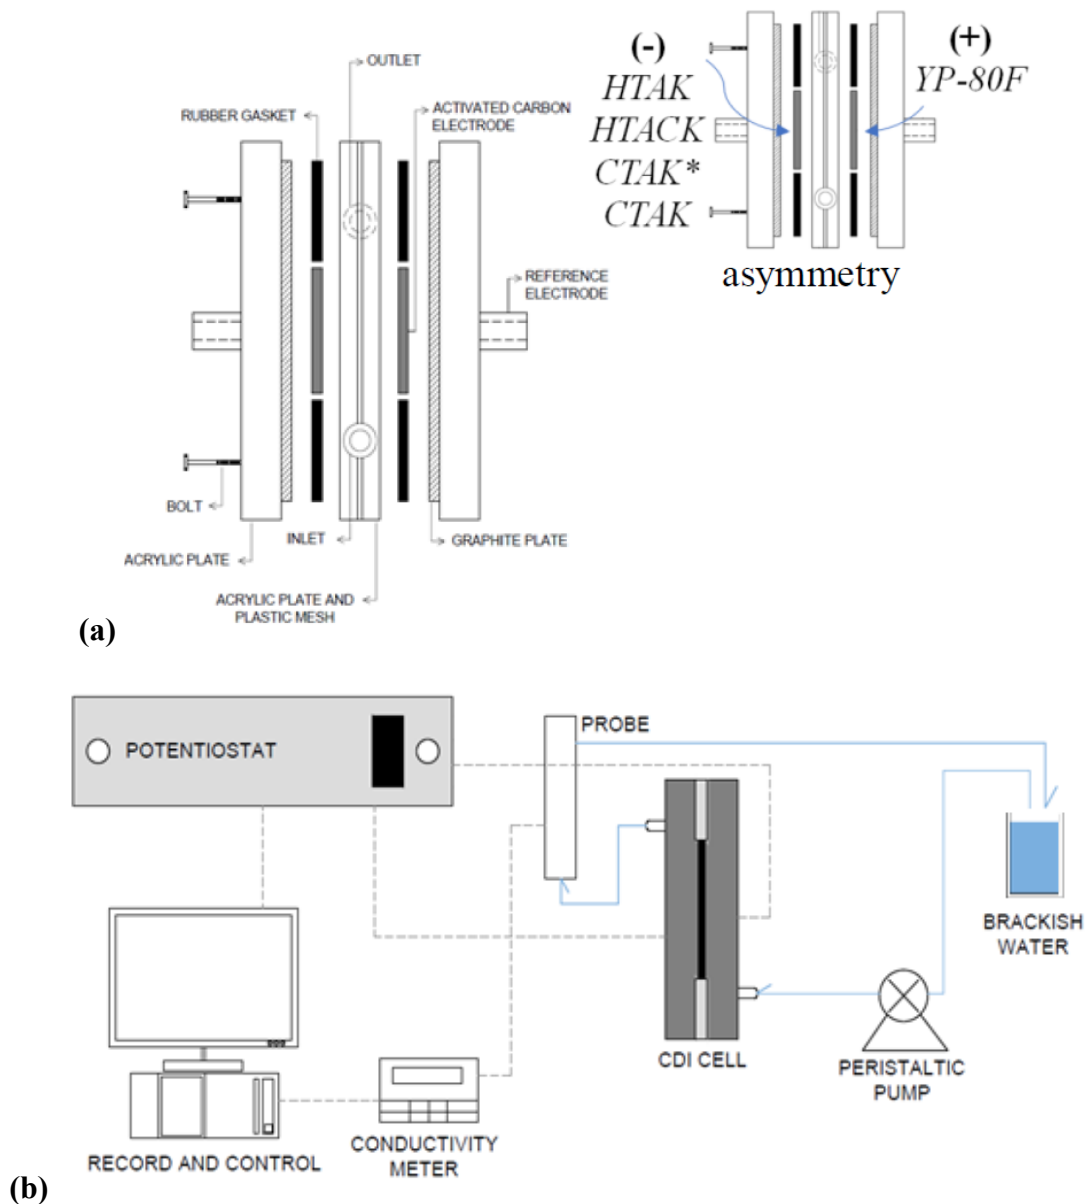 OUTLET
RUBBER GASKET
ACTIVATED CARBON
ELECTRODE
REFERENCE
ELECTRODE
BOLT
INLET
GRAPHITE PLATE
ACRYLIC PLATE
ACRYLIC PLATE AND
PLASTIC MESH
(-)
HTAK
HTACK
CTAK*
CTAK
(+)
YP-80F
asymmetry
(a)
POTENTIOSTAT
PROBE
BRACKISH
WATER
CDI CELL
PERISTALTIC
PUMP
CONDUCTIVITY
METER
RECORD AND CONTROL
(b)